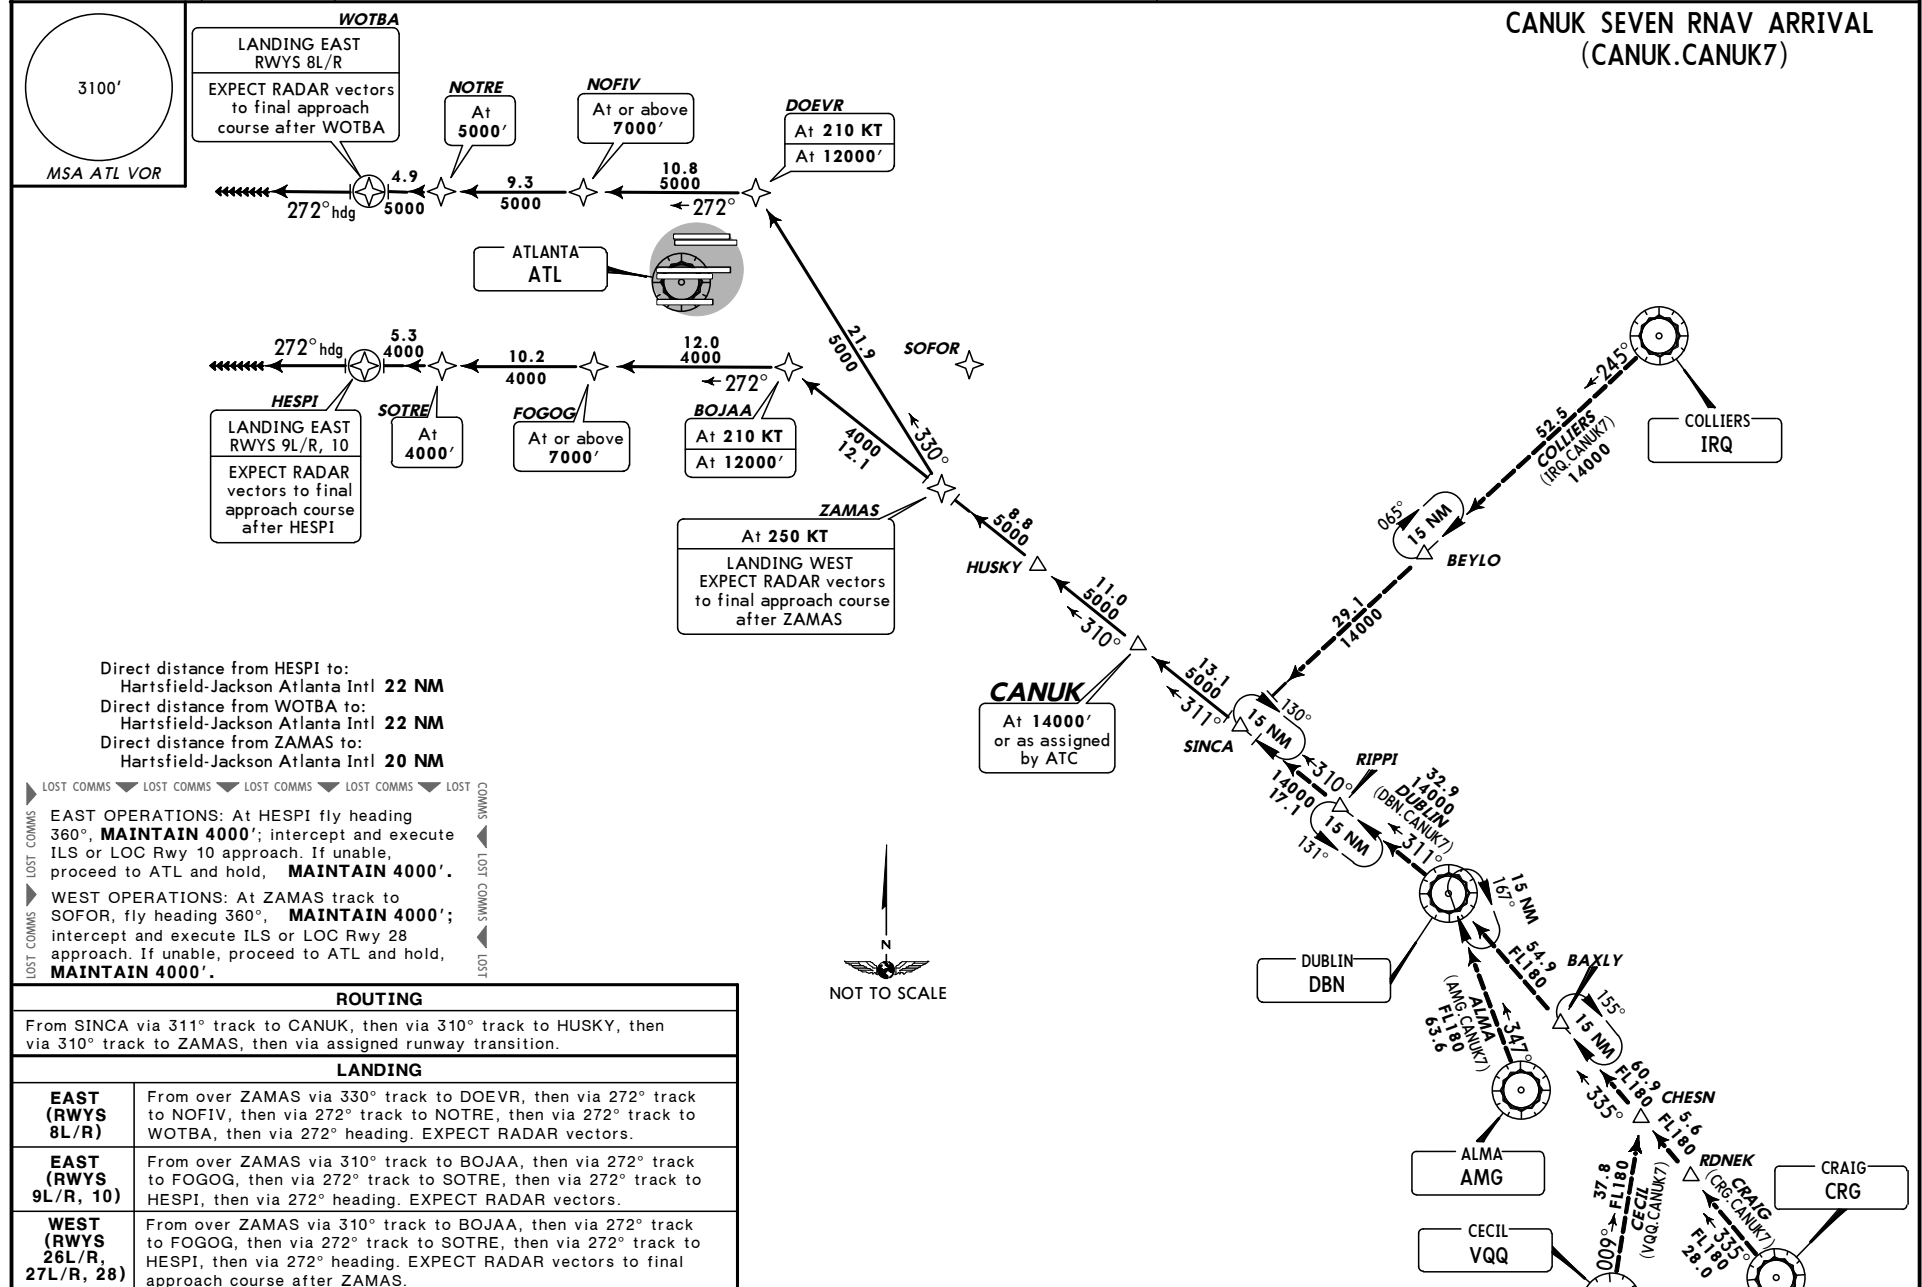 CANUK SEVEN RNAV ARRIVAL
(CANUK.CANUK7)
3100'
MSA ATL VOR
WOTBA
LANDING EAST
RWYS 8L/R
EXPECT RADAR vectors
to final approach
course after WOTBA
NOTRE
At
5000'
NOFIV
At or above
7000'
DOEVR
At 210 KT
At 12000'
272°hdg
4.9
5000
9.3
5000
10.8
5000
272°
ATLANTA
ATL
21.9
5000
330°
SOFOR
272°hdg
5.3
4000
10.2
4000
12.0
4000
272°
HESPI
LANDING EAST
RWYS 9L/R, 10
EXPECT RADAR
vectors to final
approach course
after HESPI
SOTRE
At
4000'
FOGOG
At or above
7000'
BOJAA
At 210 KT
At 12000'
4000
12.1
ZAMAS
At 250 KT
LANDING WEST
EXPECT RADAR vectors
to final approach course
after ZAMAS
8.8
5000
HUSKY
11.0
5000
310°
CANUK
At 14000'
or as assigned
by ATC
13.1
5000
311°
SINCA
130°
15 NM
COLLIERS
IRQ
245°
52.5
COLLIERS
(IRQ.CANUK7)
14000
065°
15 NM
BEYLO
29.1
14000
RIPPI
310°
14000
17.1
15 NM
131°
32.9
14000
DUBLIN
(DBN.CANUK7)
311°
DUBLIN
DBN
15 NM
167°
54.9
FL180
BAXLY
155°
15 NM
ALMA
(AMG.CANUK7)
FL180
63.6
347°
ALMA
AMG
60.9
FL180
335°
CHESN
5.6
FL180
RDNEK
CRAIG
(CRG.CANUK7)
335°
FL180
28.0
CRAIG
CRG
37.8
FL180
CECIL
(VQQ.CANUK7)
009°
CECIL
VQQ
Direct distance from HESPI to:
Hartsfield-Jackson Atlanta Intl 22 NM
Direct distance from WOTBA to:
Hartsfield-Jackson Atlanta Intl 22 NM
Direct distance from ZAMAS to:
Hartsfield-Jackson Atlanta Intl 20 NM
LOST COMMS LOST COMMS LOST COMMS LOST COMMS LOST
COMMS LOST COMMS LOST
LOST COMMS LOST COMMS
EAST OPERATIONS: At HESPI fly heading
360°, MAINTAIN 4000'; intercept and execute
ILS or LOC Rwy 10 approach. If unable,
proceed to ATL and hold, MAINTAIN 4000'.
WEST OPERATIONS: At ZAMAS track to
SOFOR, fly heading 360°, MAINTAIN 4000';
intercept and execute ILS or LOC Rwy 28
approach. If unable, proceed to ATL and hold,
MAINTAIN 4000'.
N
NOT TO SCALE
ROUTING
From SINCA via 311° track to CANUK, then via 310° track to HUSKY, then
via 310° track to ZAMAS, then via assigned runway transition.
LANDING
EAST
(RWYS
8L/R)
From over ZAMAS via 330° track to DOEVR, then via 272° track
to NOFIV, then via 272° track to NOTRE, then via 272° track to
WOTBA, then via 272° heading. EXPECT RADAR vectors.
EAST
(RWYS
9L/R, 10)
From over ZAMAS via 310° track to BOJAA, then via 272° track
to FOGOG, then via 272° track to SOTRE, then via 272° track to
HESPI, then via 272° heading. EXPECT RADAR vectors.
WEST
(RWYS
26L/R,
27L/R, 28)
From over ZAMAS via 310° track to BOJAA, then via 272° track
to FOGOG, then via 272° track to SOTRE, then via 272° track to
HESPI, then via 272° heading. EXPECT RADAR vectors to final
approach course after ZAMAS.